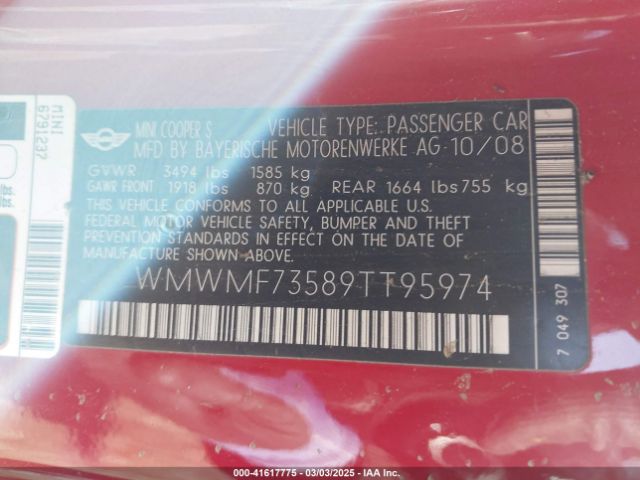 MINI COOPER S VEHICLE TYPE: PASSENGER CAR
MFD BY BAYERISCHE MOTORENWERKE AG 10/08
GVWR 3494 lbs 1585 kg
GAWR FRONT 1918 lbs 870 kg REAR 1664 lbs 755 kg
THIS VEHICLE CONFORMS TO ALL APPLICABLE U.S.
FEDERAL MOTOR VEHICLE SAFETY, BUMPER AND THEFT
PREVENTION STANDARDS IN EFFECT ON THE DATE OF
MANUFACTURE SHOWN ABOVE.
WMWMF73589TT95974
7 049 307
MINI
6791237
lbs.
lbs.
000-41617775 - 03/03/2025 - IAA Inc.